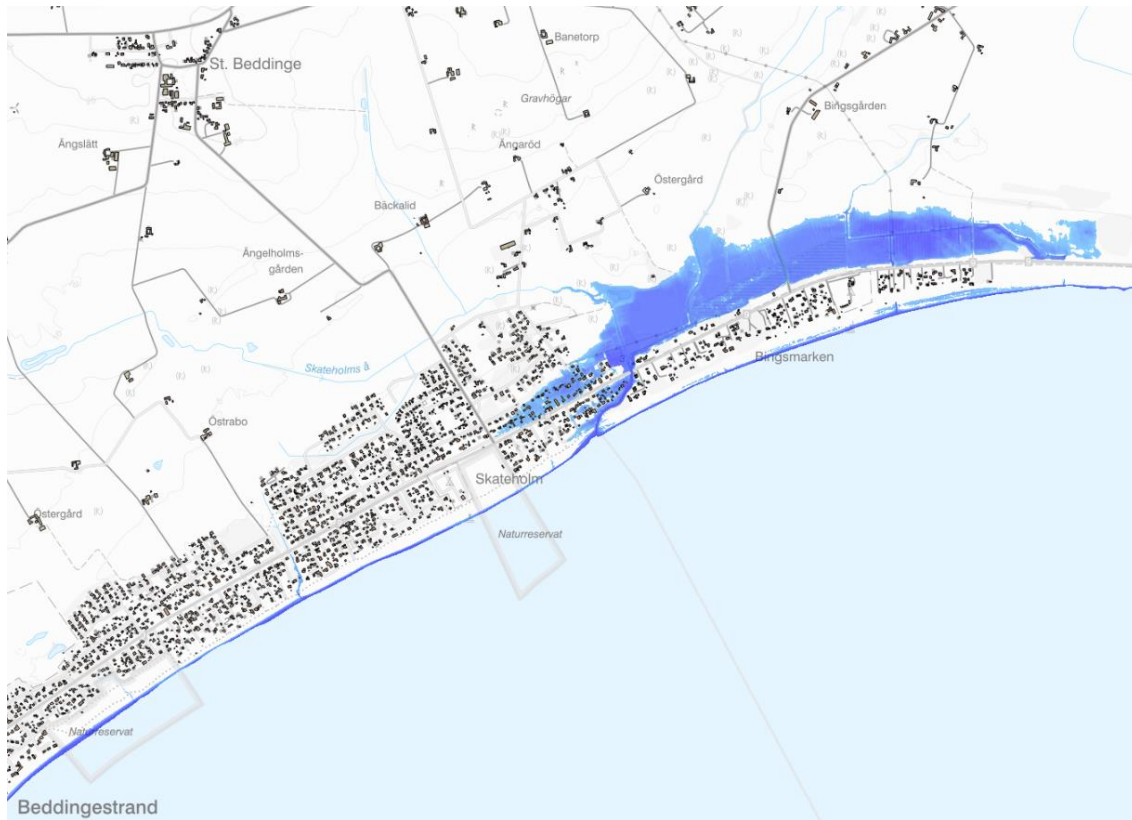 Banetorp
St. Beddinge
Gravhögar
Bingsgården
Ängslätt
Ängaröd
Östergård
Bäckalid
Ängelholms-
gården
Bingsmarken
Skateholms å
Östrabo
Skateholm
Östergård
Naturreservat
Naturreservat
Beddingestrand